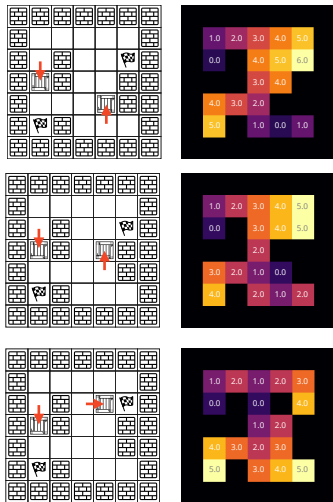 1.0 2.0 3.0 4.0 5.0
0.0 4.0 5.0 6.0
3.0 4.0
4.0 3.0 2.0
5.0 1.0 0.0 1.0
1.0 2.0 3.0 4.0 5.0
0.0 3.0 4.0 5.0
2.0
3.0 2.0 1.0 0.0
4.0 2.0 1.0 2.0
1.0 2.0 1.0 2.0 3.0
0.0 0.0 4.0
1.0 2.0
4.0 3.0 2.0 3.0
5.0 3.0 4.0 5.0